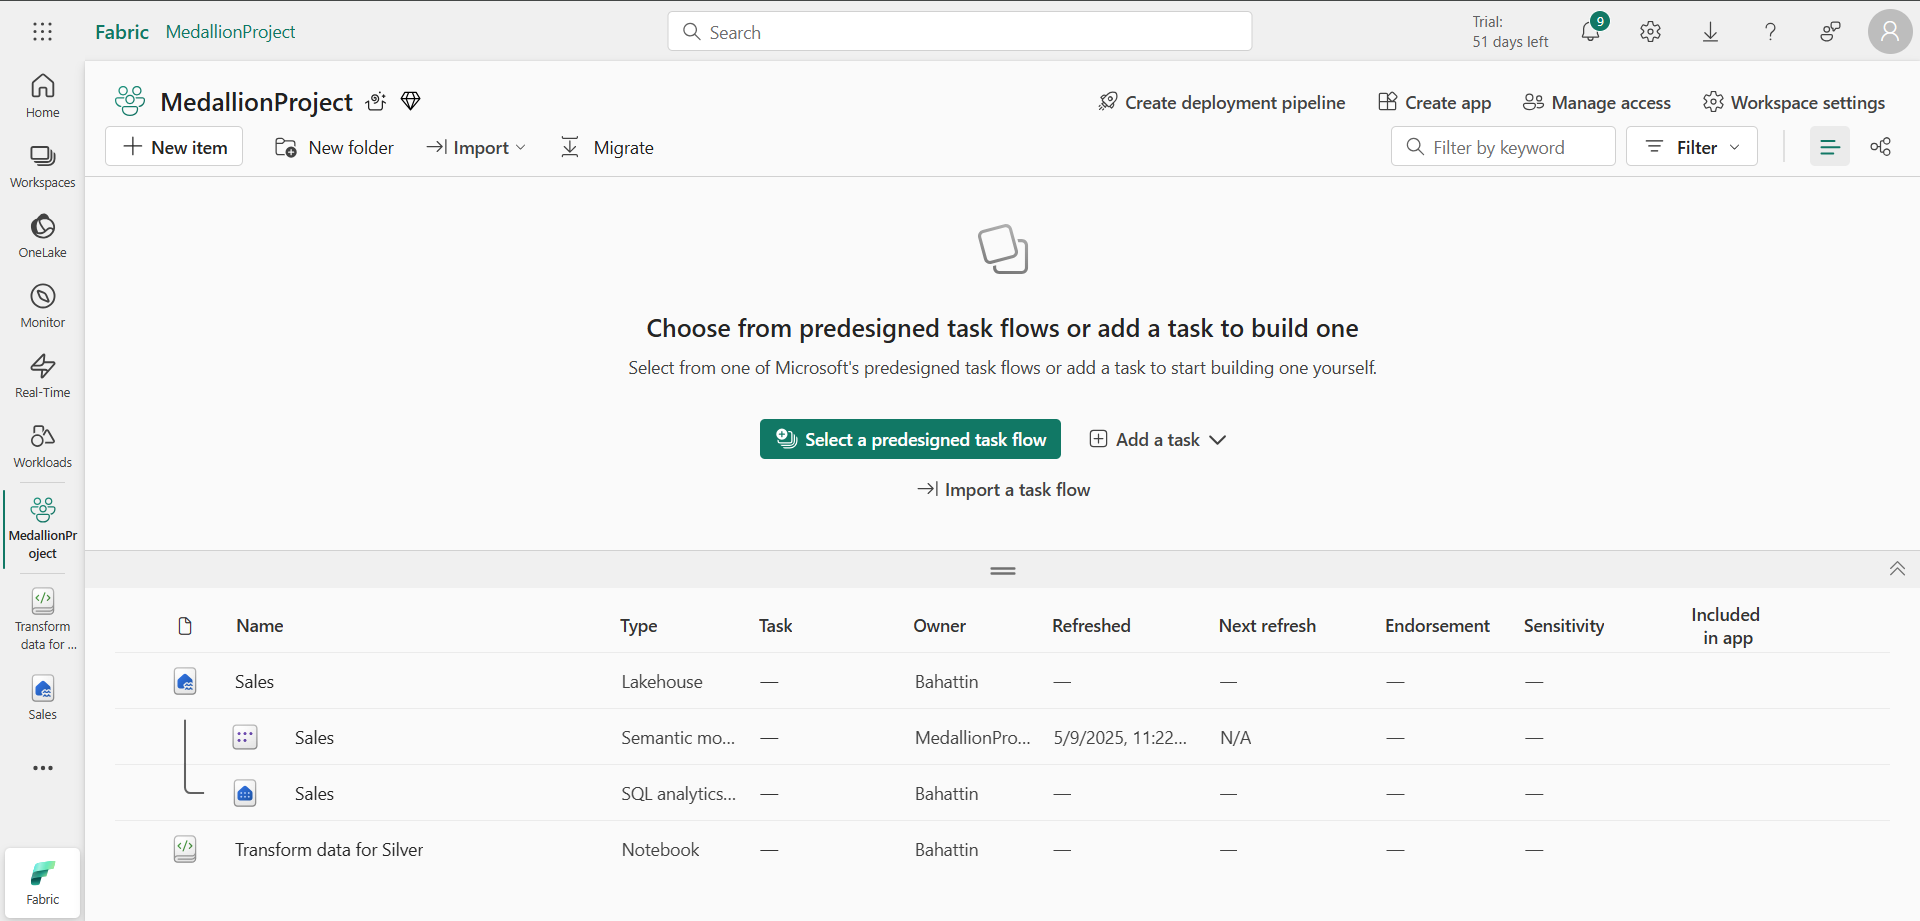 Fabric MedallionProject
Search
Trial:
51 days left
9
Home
Workspaces
OneLake
Monitor
Real-Time
Workloads
MedallionPr
oject
Transform
data for ...
Sales
Fabric
MedallionProject
Create deployment pipeline
Create app
Manage access
Workspace settings
New item
New folder
Import
Migrate
Filter by keyword
Filter
Choose from predesigned task flows or add a task to build one
Select from one of Microsoft's predesigned task flows or add a task to start building one yourself.
Select a predesigned task flow
Add a task
Import a task flow
Name Type Task Owner Refreshed Next refresh Endorsement Sensitivity Included
in app
Sales Lakehouse — Bahattin — — — —
Sales Semantic mo... — MedallionPro... 5/9/2025, 11:22... N/A — —
Sales SQL analytics... — Bahattin — — — —
Transform data for Silver Notebook — Bahattin — — — —